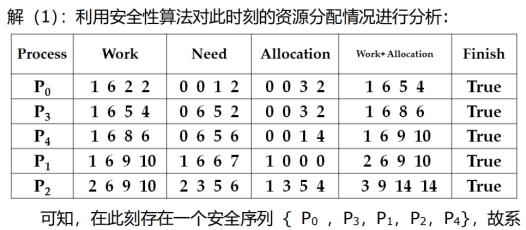 解（1）：利用安全性算法对此时刻的资源分配情况进行分析：
Process Work Need Allocation Work+ Allocation Finish
P0 1 6 2 2 0 0 1 2 0 0 3 2 1 6 5 4 True
P3 1 6 5 4 0 6 5 2 0 0 3 2 1 6 8 6 True
P4 1 6 8 6 0 6 5 6 0 0 1 4 1 6 9 10 True
P1 1 6 9 10 1 6 6 7 1 0 0 0 2 6 9 10 True
P2 2 6 9 10 2 3 5 6 1 3 5 4 3 9 14 14 True
可知，在此刻存在一个安全序列 { P0 ，P3，P1，P2，P4}，故系